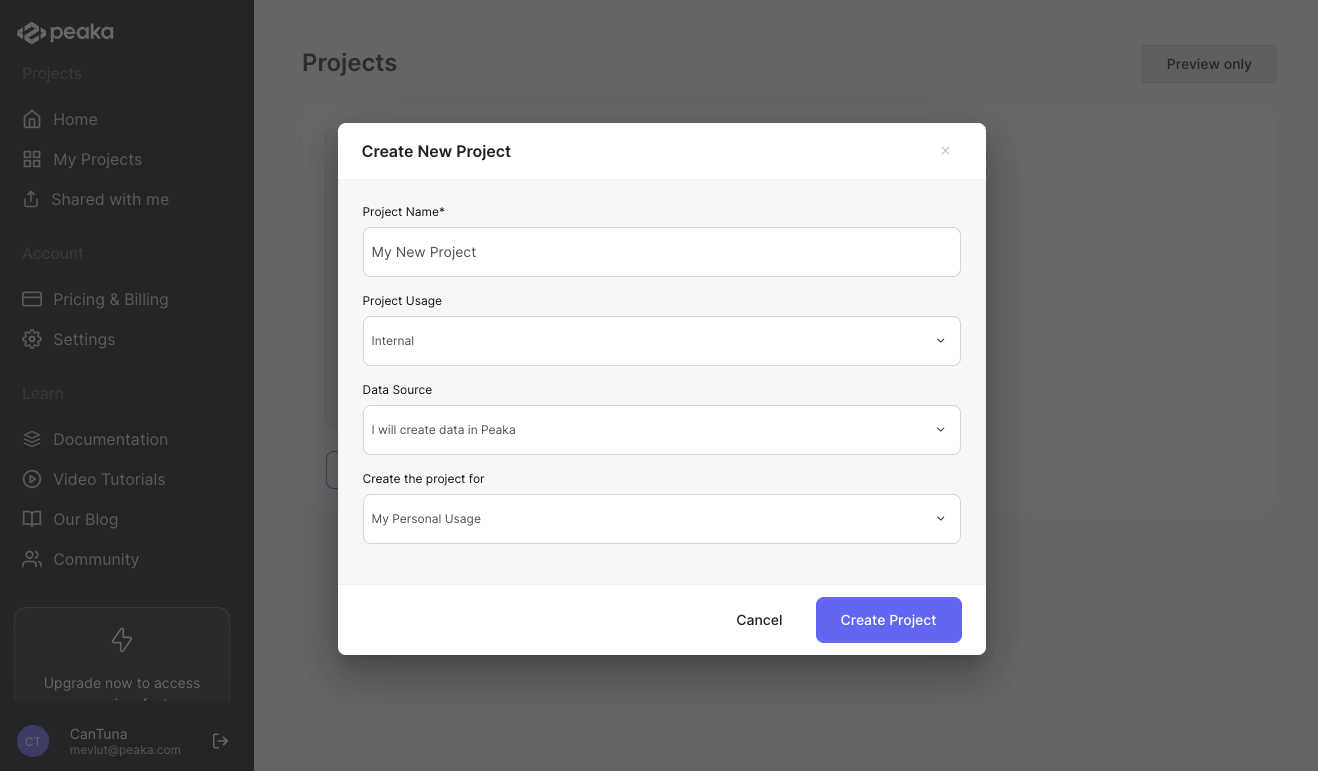 peaka
Projects
Home
My Projects
Shared with me
Account
Pricing & Billing
Settings
Learn
Documentation
Video Tutorials
Our Blog
Community
Upgrade now to access
CT
CanTuna
mevlut@peaka.com
Projects
Preview only
Create New Project
Project Name*
My New Project
Project Usage
Internal
Data Source
I will create data in Peaka
Create the project for
My Personal Usage
Cancel
Create Project